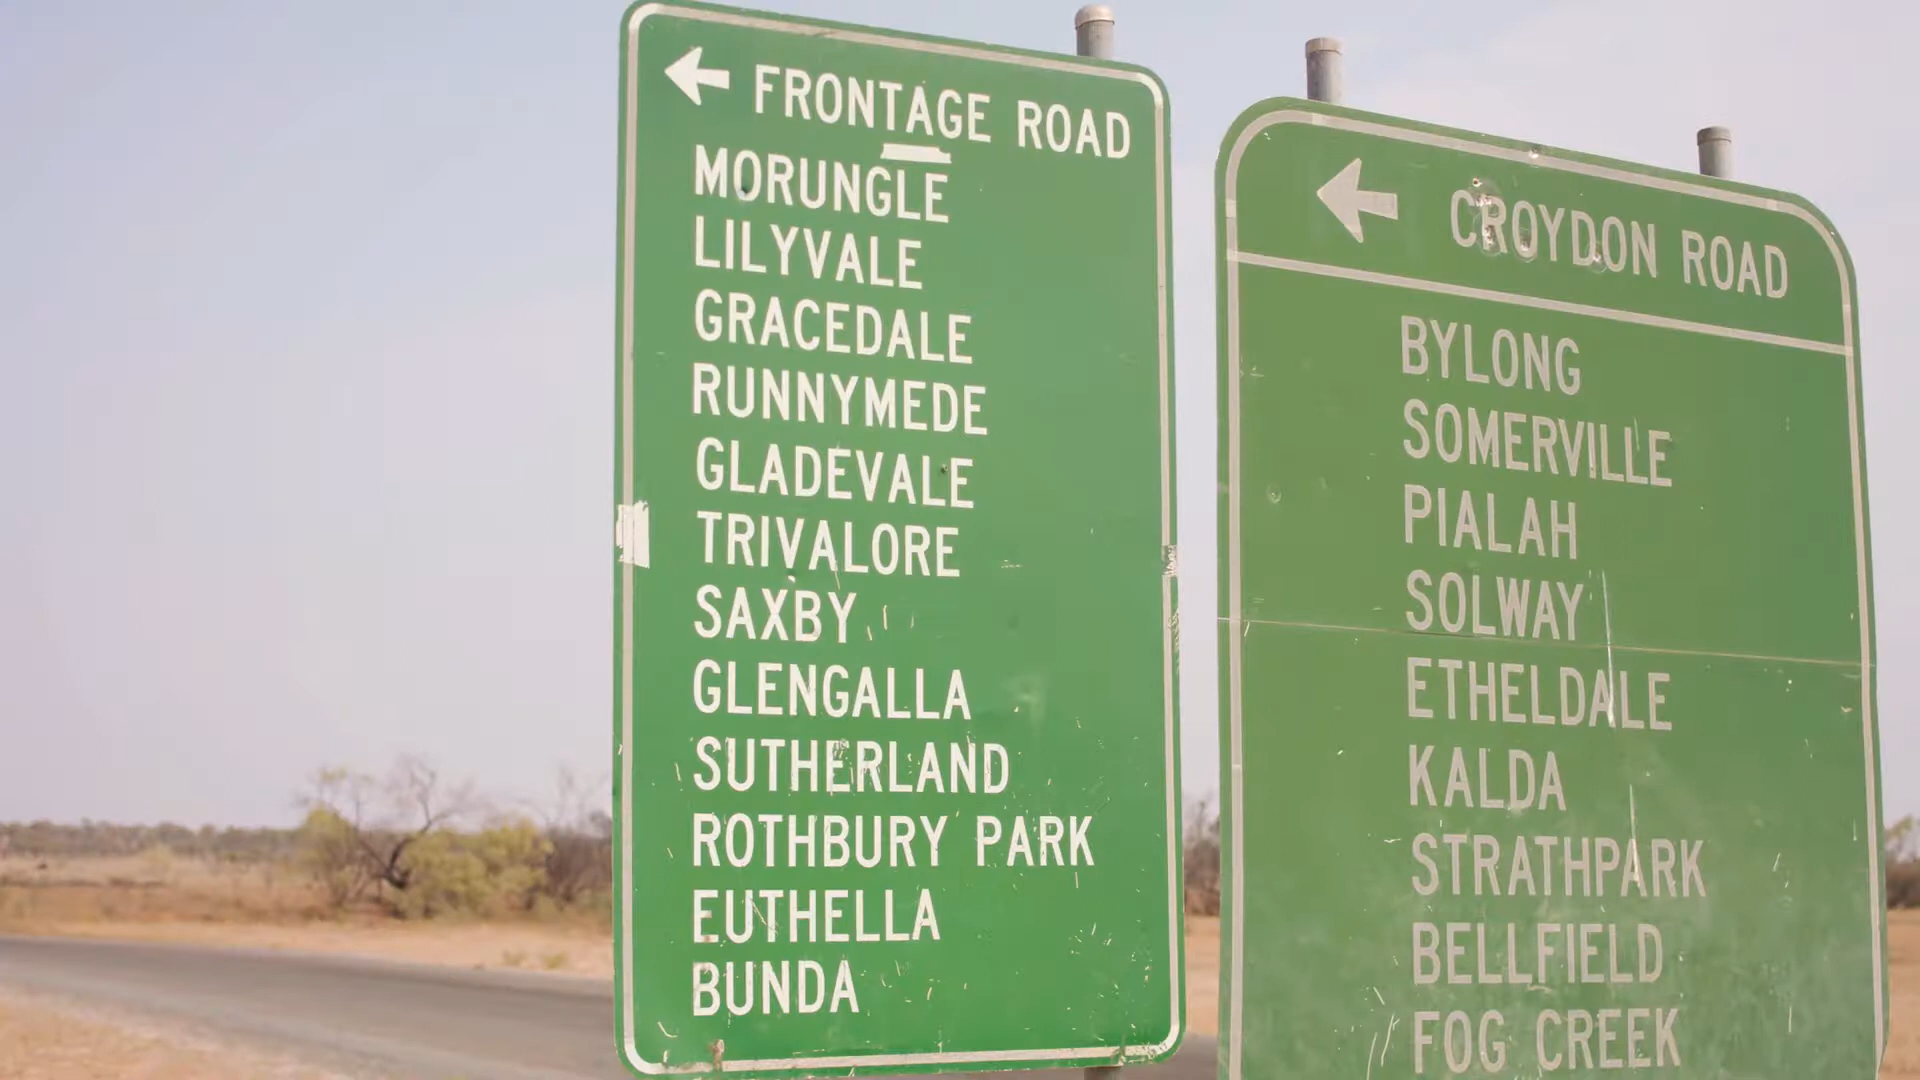 FRONTAGE ROAD
MORUNGLE
LILYVALE
GRACEDALE
RUNNYMEDE
GLADEVALE
TRIVALORE
SAXBY
GLENGALLA
SUTHERLAND
ROTHBURY PARK
EUTHELLA
BUNDA
CROYDON ROAD
BYLONG
SOMERVILLE
PIALAH
SOLWAY
ETHELDALE
KALDA
STRATHPARK
BELLFIELD
FOG CREEK